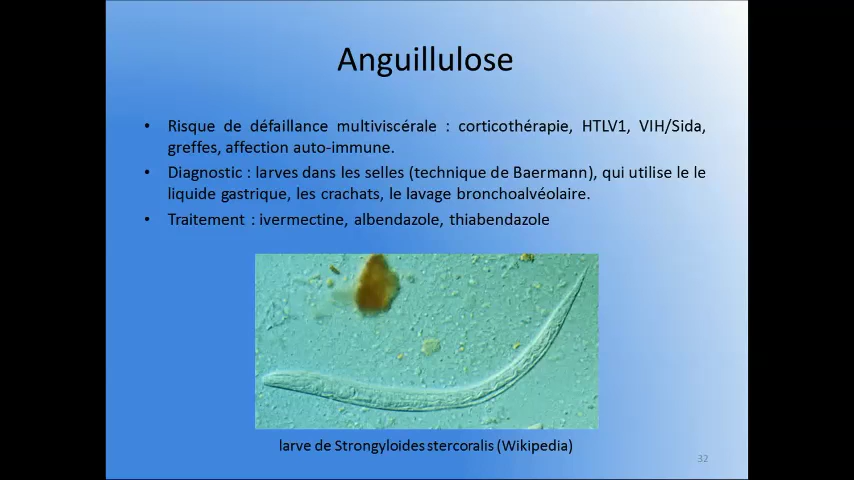 Anguillulose
• Risque de défaillance multiviscérale : corticothérapie, HTLV1, VIH/Sida,
greffes, affection auto-immune.
• Diagnostic : larves dans les selles (technique de Baermann), qui utilise le le
liquide gastrique, les crachats, le lavage bronchoalvéolaire.
• Traitement : ivermectine, albendazole, thiabendazole
larve de Strongyloides stercoralis (Wikipedia)
32